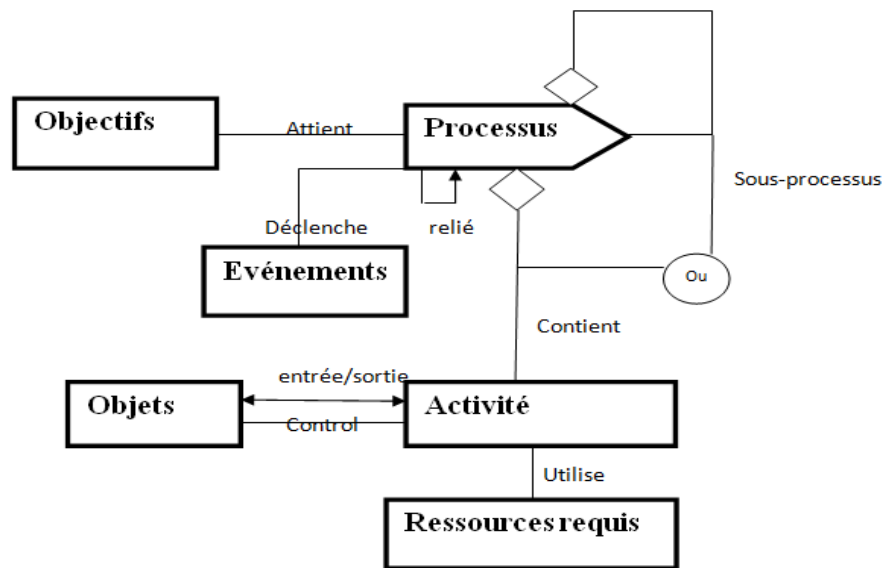 Objectifs
Attient
Processus
Sous-processus
Déclenche
relié
Evénements
Ou
Contient
entrée/sortie
Objets
Control
Activité
Utilise
Ressources requis